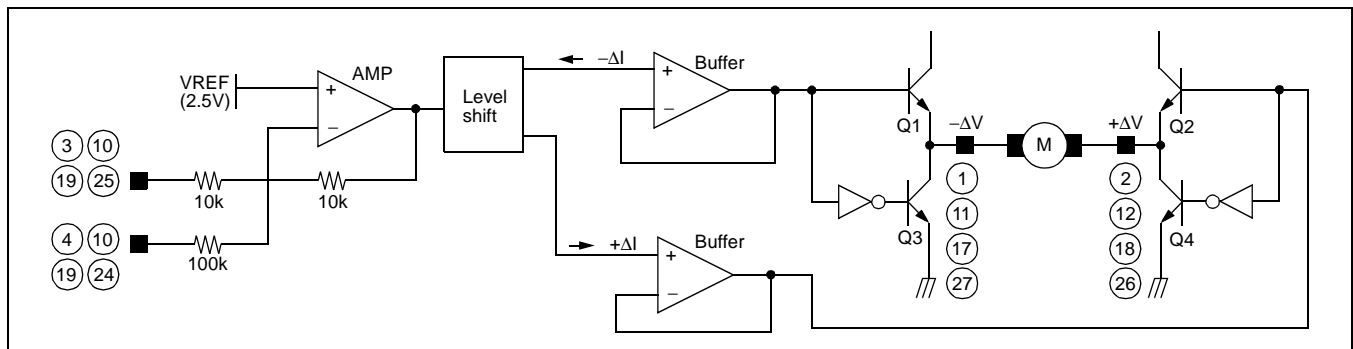 VREF
(2.5V)
AMP
+
−
3 10
19 25
10k
10k
4 10
19 24
100k
Level
shift
−ΔI
Buffer
+
−
+ΔI
Buffer
+
−
Q1
−ΔV
M
+ΔV
Q2
Q3
Q4
1
11
17
27
2
12
18
26